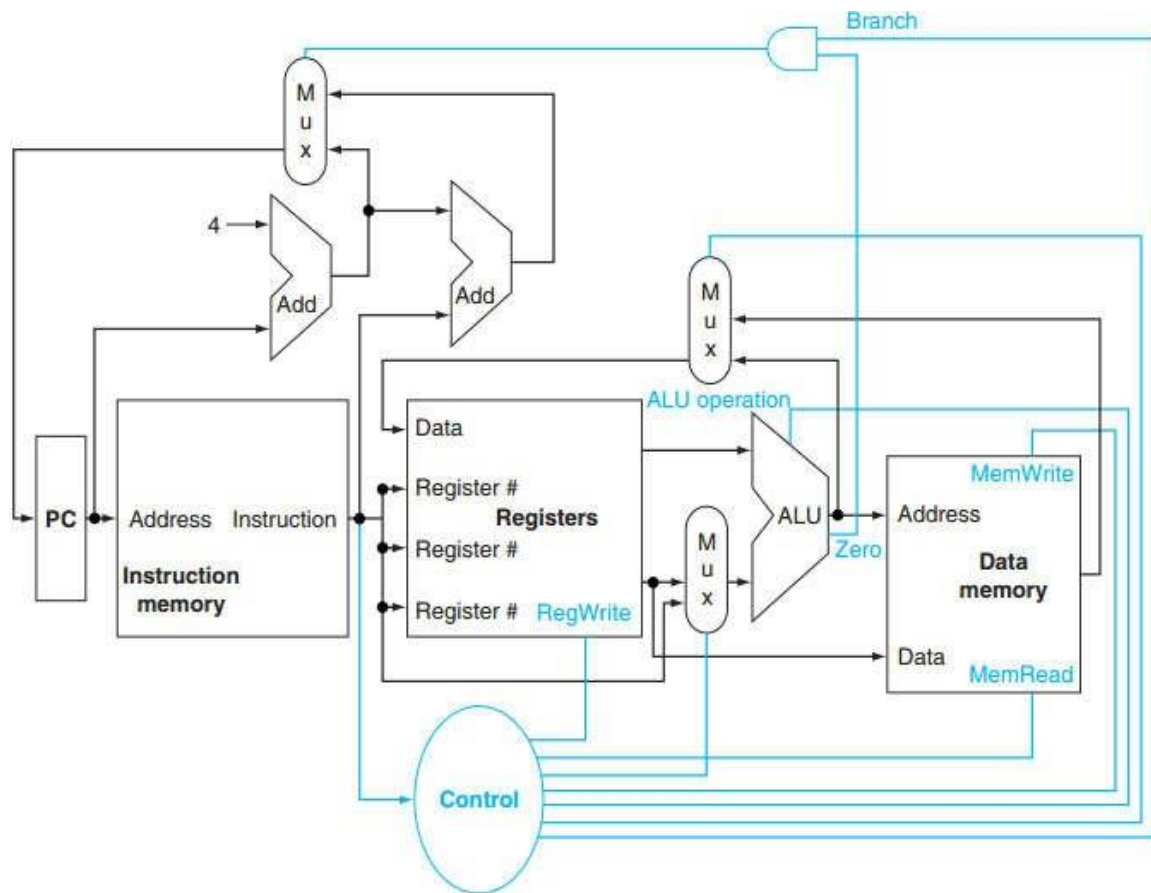 Branch
M
u
x
4
Add
Add
M
u
x
ALU operation
Data
Register #
Registers
Register #
Register #
RegWrite
PC
Address
Instruction
Instruction
memory
M
u
x
ALU
Zero
MemWrite
Address
Data
memory
Data
MemRead
Control